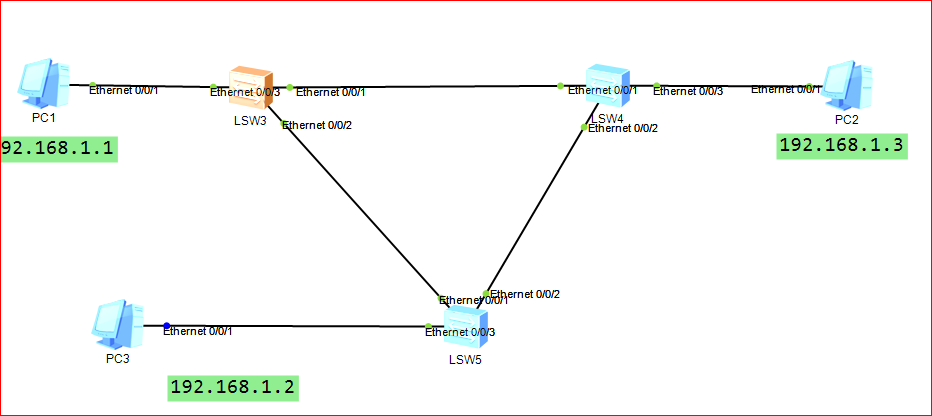 Ethernet 0/0/1
Ethernet 0/0/3
Ethernet 0/0/1
Ethernet 0/0/1
Ethernet 0/0/3
Ethernet 0/0/1
PC1
LSW3
LSW4
PC2
Ethernet 0/0/2
Ethernet 0/0/2
92.168.1.1
192.168.1.3
Ethernet 0/0/1
Ethernet 0/0/2
Ethernet 0/0/1
Ethernet 0/0/3
PC3
LSW5
192.168.1.2